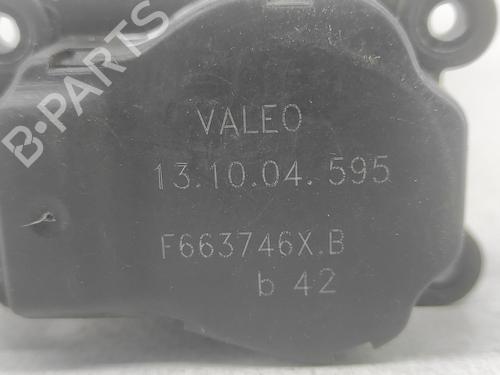 B-PARTS
VALEO
13.10.04. 595
F663746X.B
b 42